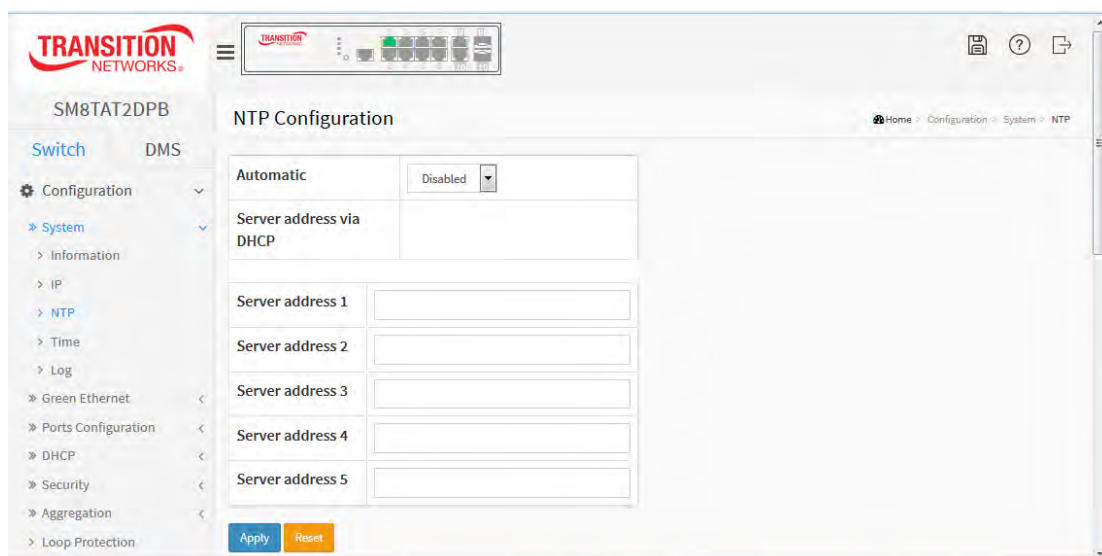 TRANSITION
NETWORKS®
TRANSITION
SM8TAT2DPB
Switch DMS
Configuration
» System
> Information
> IP
> NTP
> Time
> Log
» Green Ethernet
» Ports Configuration
» DHCP
» Security
» Aggregation
> Loop Protection
NTP Configuration
Home > Configuration > System > NTP
Automatic Disabled
Server address via
DHCP
Server address 1
Server address 2
Server address 3
Server address 4
Server address 5
Apply Reset